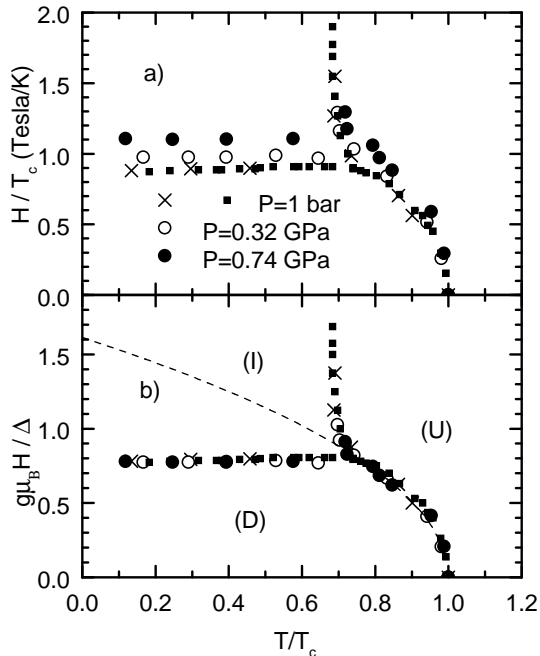 2.0
a)
1.5
H / T_c (Tesla/K)
1.0
P=1 bar
0.5
P=0.32 GPa
P=0.74 GPa
0.0
(I)
1.5
b)
(U)
gμ_BH / Δ
1.0
0.5
(D)
0.0
0.0 0.2 0.4 0.6 0.8 1.0 1.2
T/T_c